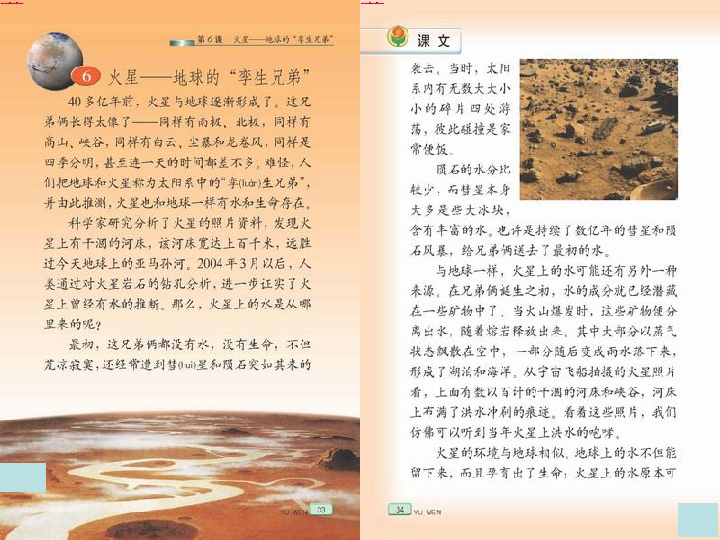 第6课 火星——地球的“孪生兄弟”
6 火星——地球的“孪生兄弟”
40多亿年前，火星与地球逐渐形成了。这兄
弟俩长得太像了——同样有南极、北极，同样有
高山、峡谷，同样有白云、尘暴和龙卷风，同样是
四季分明，甚至连一天的时间都差不多。难怪，人
们把地球和火星称为太阳系中的“孪(luán)生兄弟”，
并由此推测，火星也和地球一样有水和生命存在。
科学家研究分析了火星的照片资料，发现火
星上有干涸的河床，该河床宽达上百千米，远胜
过今天地球上的亚马孙河。2004年3月以后，人
类通过对火星岩石的钻孔分析，进一步证实了火
星上曾经有水的推断。那么，火星上的水是从哪
里来的呢？
最初，这兄弟俩都没有水，没有生命，不但
荒凉寂寞，还经常遭到彗(huì)星和陨石突如其来的
YU WEN 33
课文
袭击。当时，太阳
系内有无数大大小
小的碎片四处游
荡，彼此碰撞是家
常便饭。
陨石的水分比
较少，而彗星本身
大多是些大冰块，
含有丰富的水。也许是持续了数亿年的彗星和陨
石风暴，给兄弟俩送去了最初的水。
与地球一样，火星上的水可能还有另外一种
来源。在兄弟俩诞生之初，水的成分就已经潜藏
在一些矿物中了。当火山爆发时，这些矿物便分
离出水，随着熔岩释放出来。其中大部分以蒸气
状态飘散在空中，一部分随后变成雨水落下来，
形成了湖泊和海洋。从宇宙飞船拍摄的火星照片
看，上面有数以百计的干涸的河床和峡谷，河床
上布满了洪水冲刷的痕迹。看着这些照片，我们
仿佛可以听到当年火星上洪水的咆哮。
火星的环境与地球相似。地球上的水不但能
留下来，而且孕育出了生命；火星上的水原本可
34 YU WEN